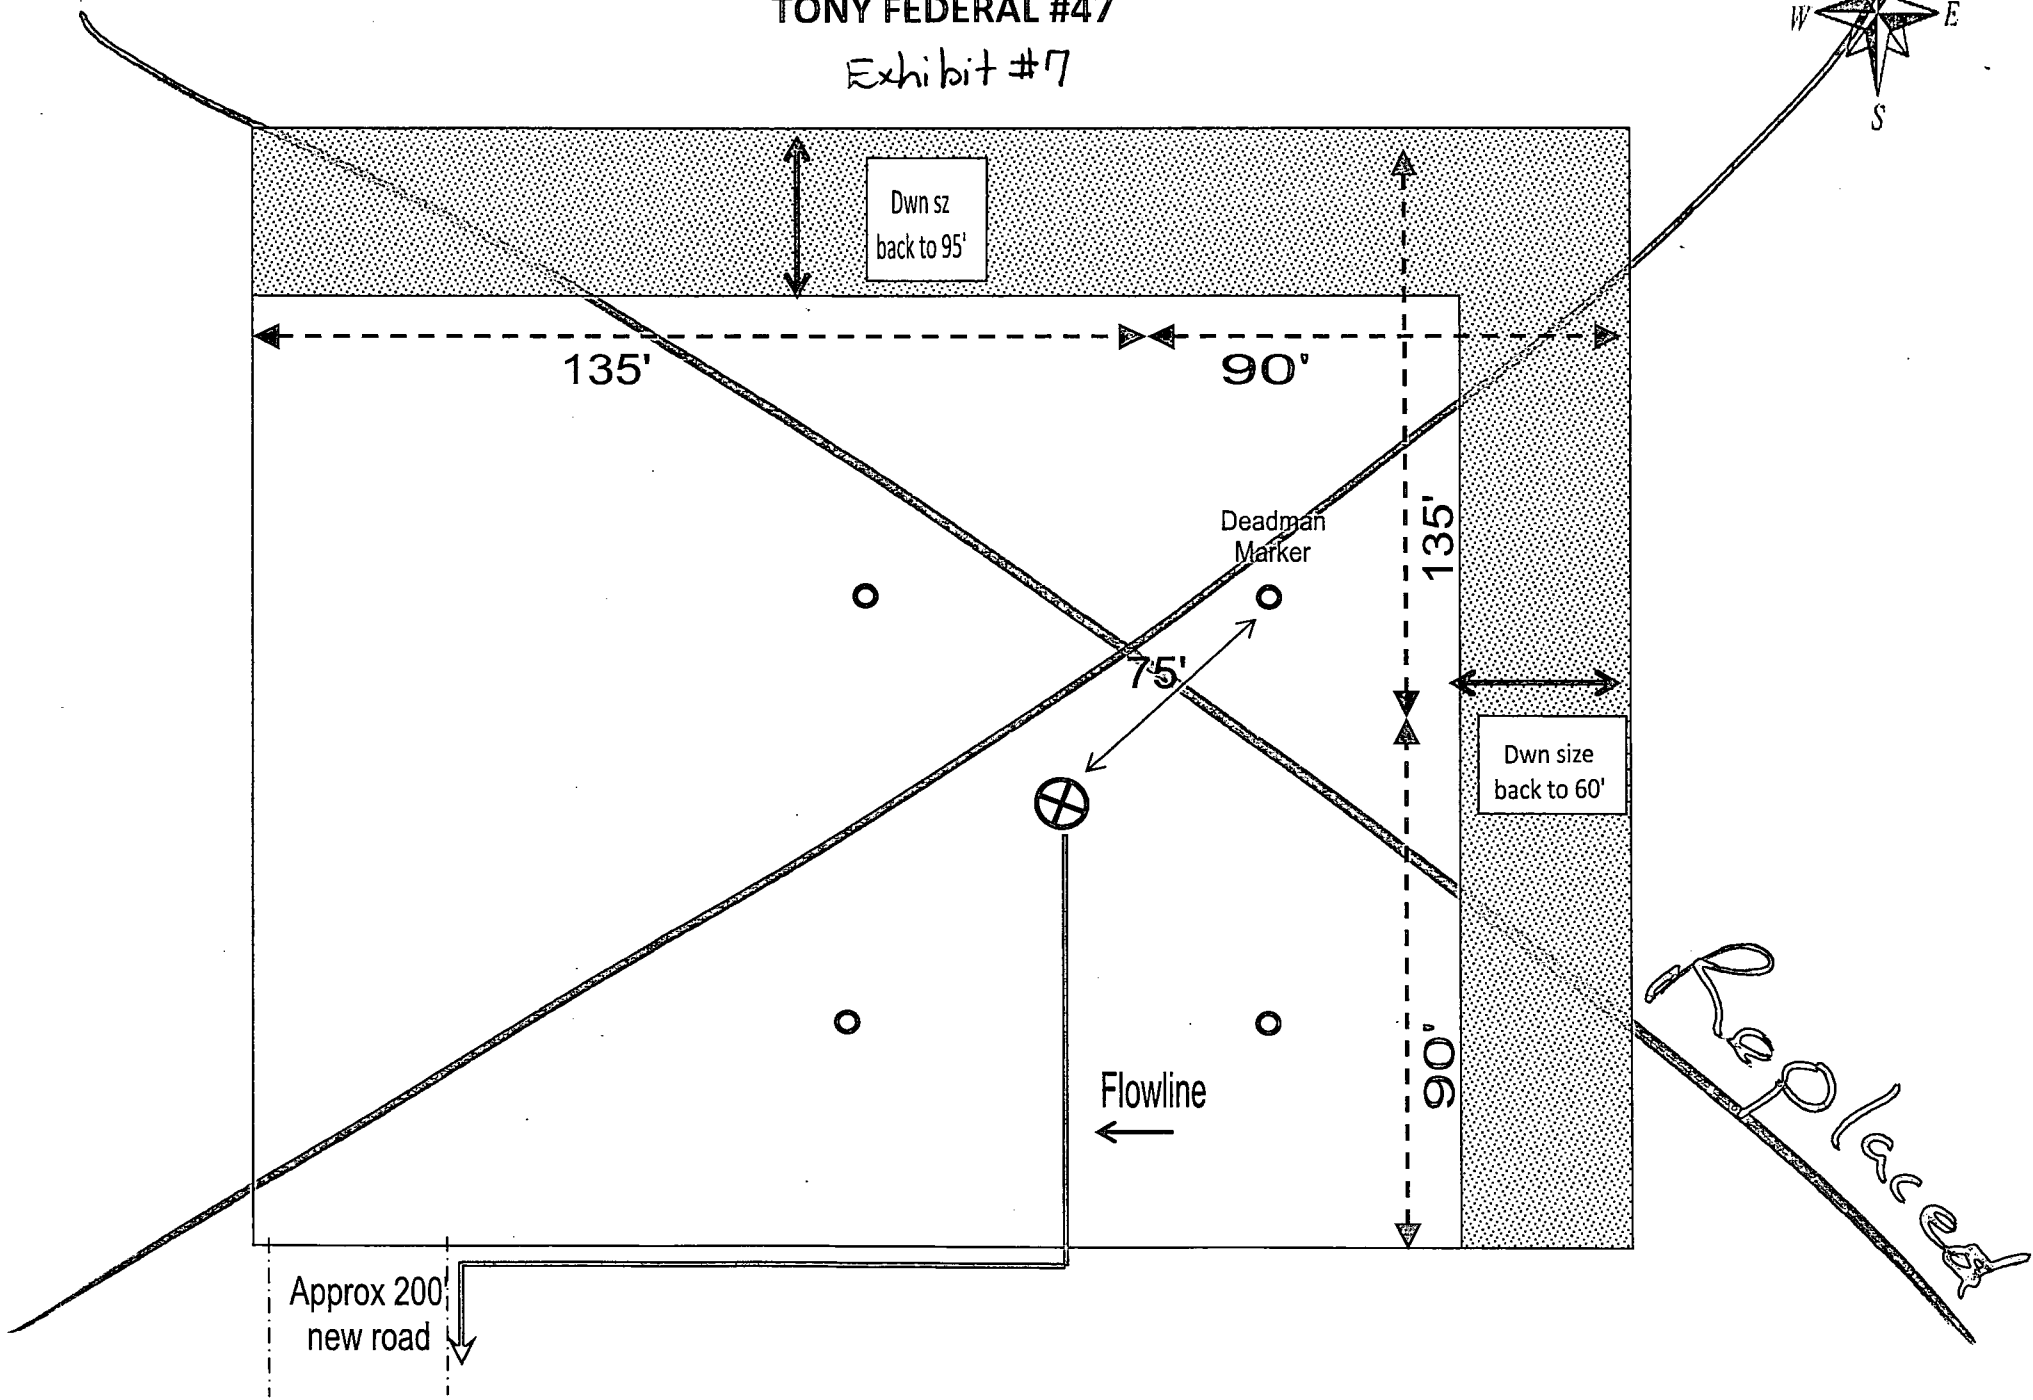 TONY FEDERAL #47
Exhibit #7
W
E
S
Dwn sz
back to 95'
135'
90'
Deadman
Marker
135'
75'
Dwn size
back to 60'
90'
Flowline
Replaced
Approx 200'
new road